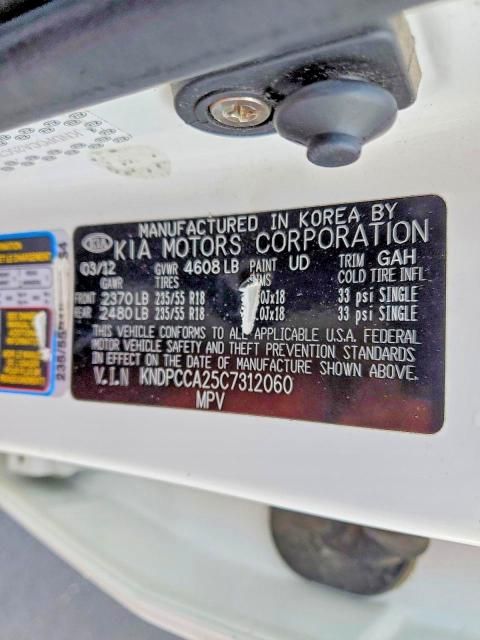 MANUFACTURED IN KOREA BY
KIA KIA MOTORS CORPORATION
03/12 GVWR 4608 LB PAINT UD TRIM GAH
GAWR TIRES COLD TIRE INFL
FRONT 2370 LB 235/55 R18 33 psi SINGLE
REAR 2480 LB 235/55 R18 33 psi SINGLE
THIS VEHICLE CONFORMS TO ALL APPLICABLE U.S.A. FEDERAL
MOTOR VEHICLE SAFETY AND THEFT PREVENTION STANDARDS
IN EFFECT ON THE DATE OF MANUFACTURE SHOWN ABOVE.
V.I.N KNDPCCA25C7312060
MPV